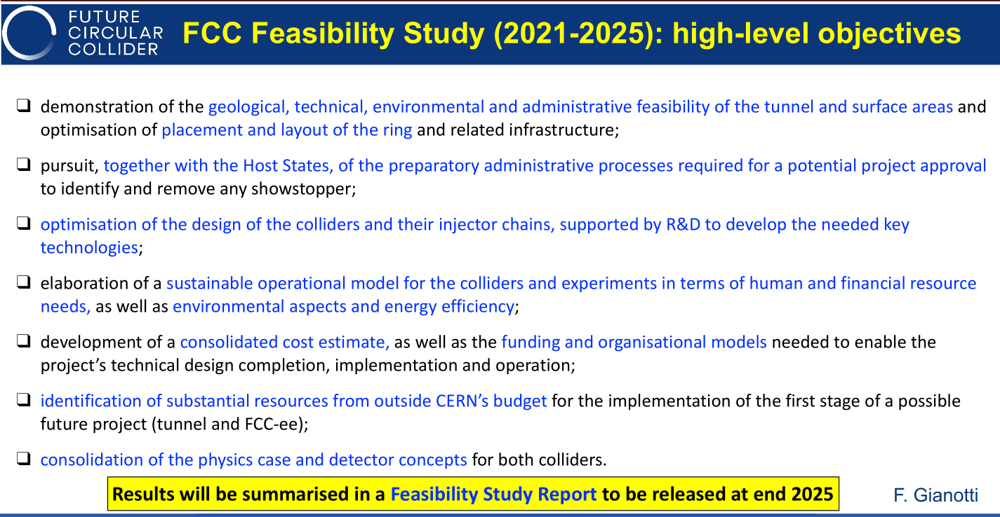 FUTURE
CIRCULAR
COLLIDER
FCC Feasibility Study (2021-2025): high-level objectives
❑ demonstration of the geological, technical, environmental and administrative feasibility of the tunnel and surface areas and
optimisation of placement and layout of the ring and related infrastructure;
❑ pursuit, together with the Host States, of the preparatory administrative processes required for a potential project approval
to identify and remove any showstopper;
❑ optimisation of the design of the colliders and their injector chains, supported by R&D to develop the needed key
technologies;
❑ elaboration of a sustainable operational model for the colliders and experiments in terms of human and financial resource
needs, as well as environmental aspects and energy efficiency;
❑ development of a consolidated cost estimate, as well as the funding and organisational models needed to enable the
project’s technical design completion, implementation and operation;
❑ identification of substantial resources from outside CERN’s budget for the implementation of the first stage of a possible
future project (tunnel and FCC-ee);
❑ consolidation of the physics case and detector concepts for both colliders.
Results will be summarised in a Feasibility Study Report to be released at end 2025
F. Gianotti